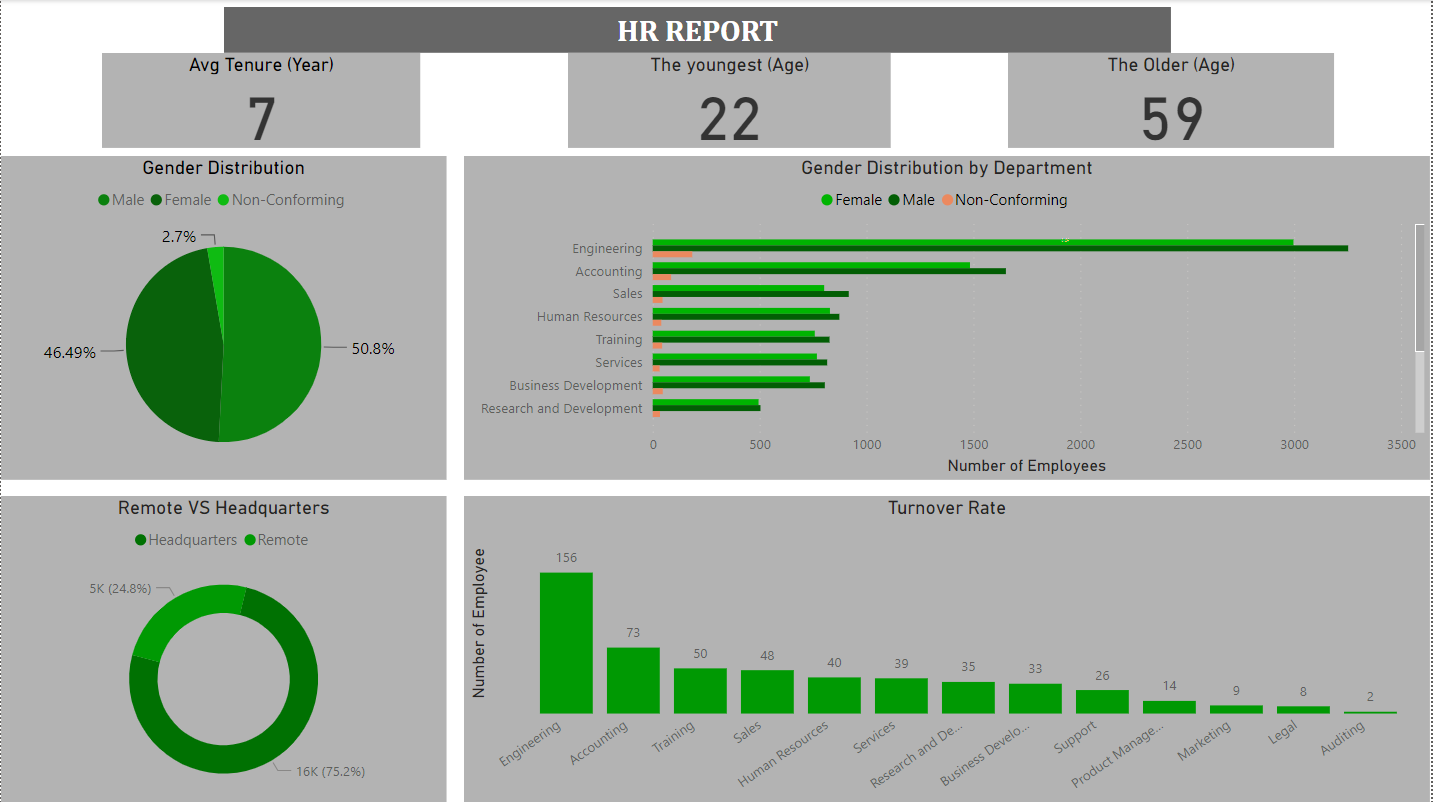 HR REPORT
Avg Tenure (Year)
7
The youngest (Age)
22
The Older (Age)
59
Gender Distribution
Male Female Non-Conforming
2.7%
46.49%
50.8%
Gender Distribution by Department
Female Male Non-Conforming
Engineering
Accounting
Sales
Human Resources
Training
Services
Business Development
Research and Development
0 500 1000 1500 2000 2500 3000 3500
Number of Employees
Remote VS Headquarters
Headquarters Remote
5K (24.8%)
16K (75.2%)
Turnover Rate
Number of Employee
156
73
50
48
40
39
35
33
26
14
9
8
2
Engineering
Accounting
Training
Sales
Human Resources
Services
Research and De...
Business Develo...
Support
Product Manage...
Marketing
Legal
Auditing